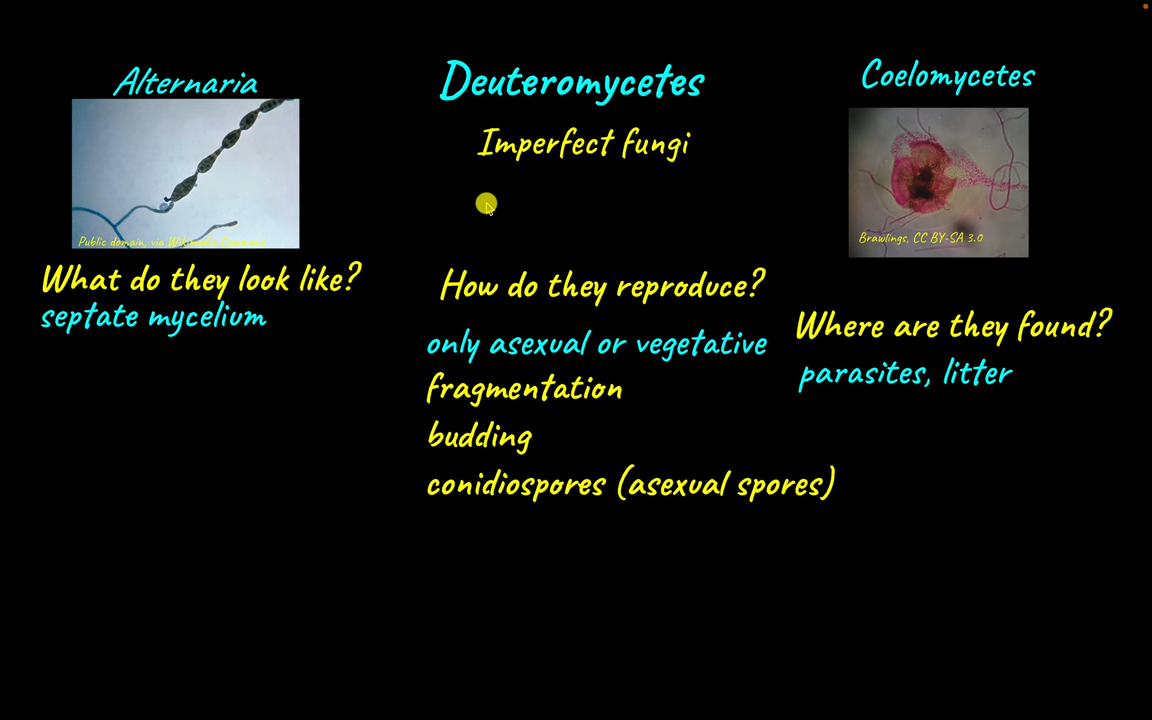 Alternaria
Deuteromycetes
Coelomycetes
Imperfect fungi
Public domain, via Wikimedia Commons
Brawlings, CC BY-SA 3.0
What do they look like?
septate mycelium
How do they reproduce?
only asexual or vegetative
fragmentation
budding
conidiospores (asexual spores)
Where are they found?
parasites, litter